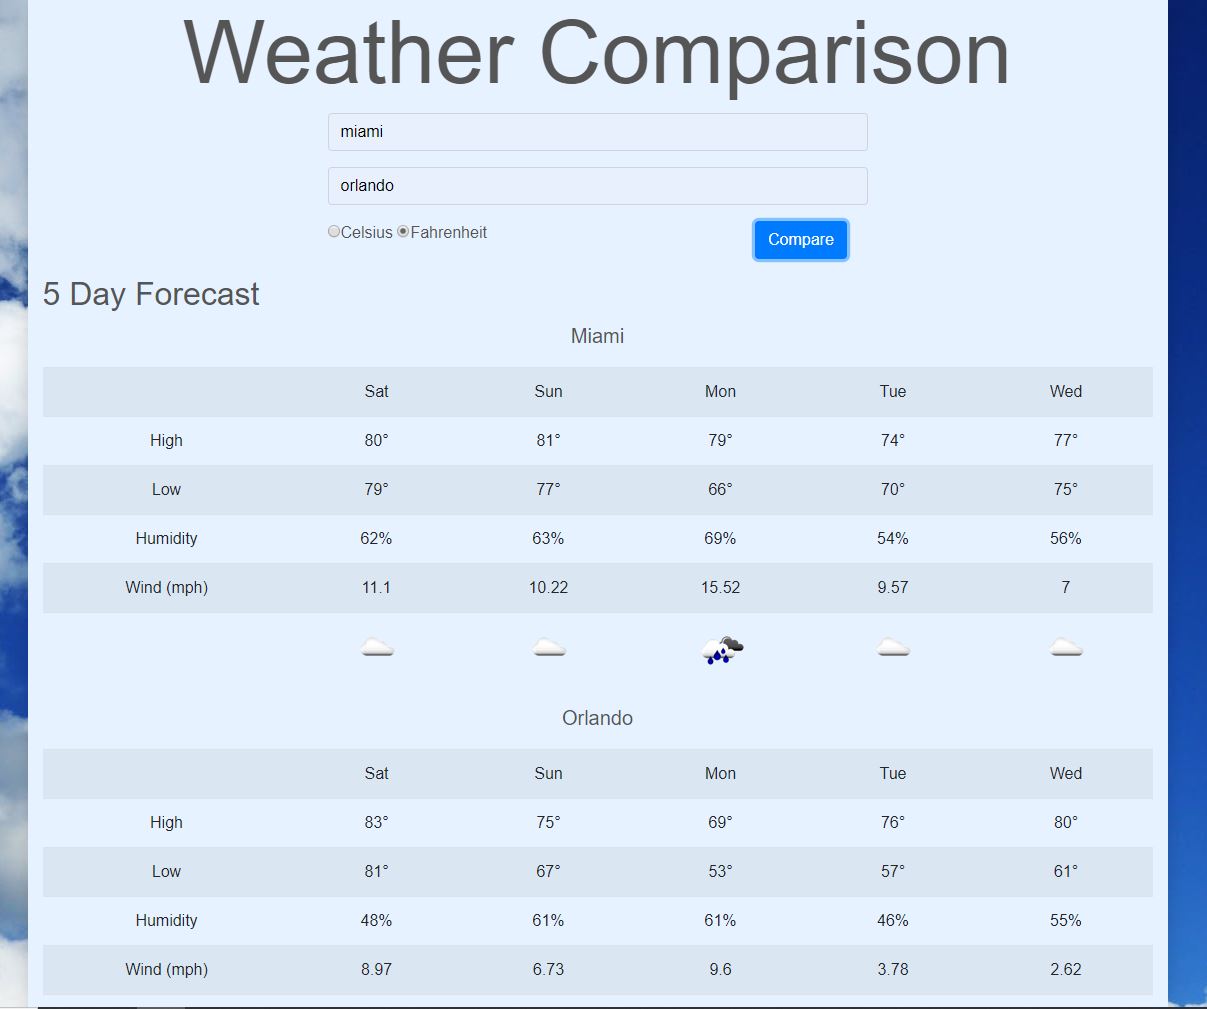 Weather Comparison
miami
orlando
Celsius Fahrenheit Compare
5 Day Forecast
Miami
Sat Sun Mon Tue Wed
High 80° 81° 79° 74° 77°
Low 79° 77° 66° 70° 75°
Humidity 62% 63% 69% 54% 56%
Wind (mph) 11.1 10.22 15.52 9.57 7
Orlando
Sat Sun Mon Tue Wed
High 83° 75° 69° 76° 80°
Low 81° 67° 53° 57° 61°
Humidity 48% 61% 61% 46% 55%
Wind (mph) 8.97 6.73 9.6 3.78 2.62